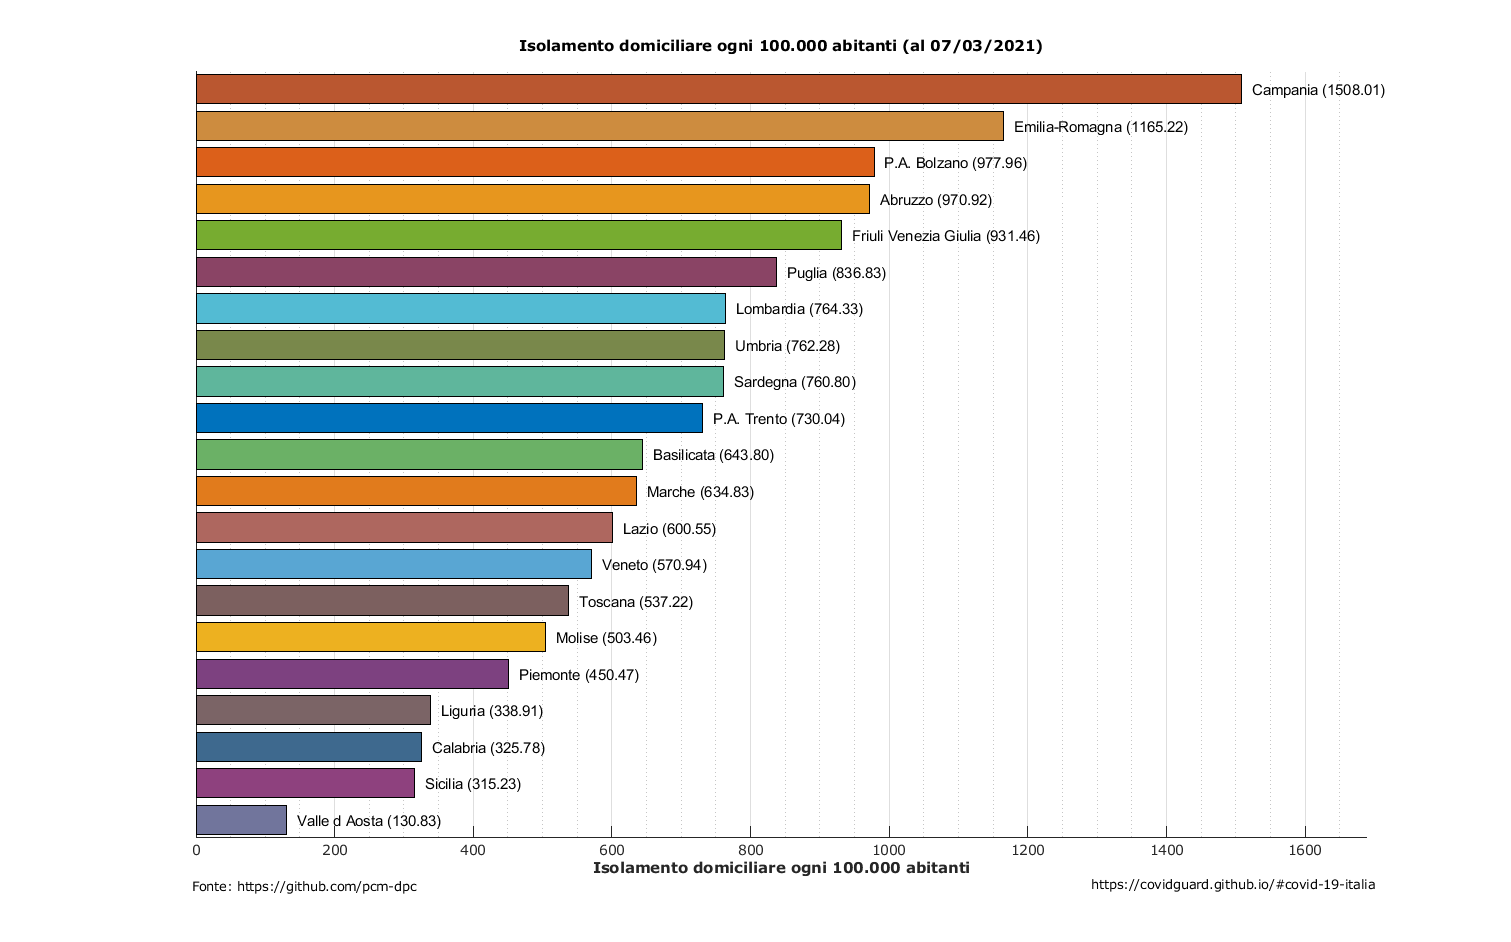 Isolamento domiciliare ogni 100.000 abitanti (al 07/03/2021)
Campania (1508.01)
Emilia-Romagna (1165.22)
P.A. Bolzano (977.96)
Abruzzo (970.92)
Friuli Venezia Giulia (931.46)
Puglia (836.83)
Lombardia (764.33)
Umbria (762.28)
Sardegna (760.80)
P.A. Trento (730.04)
Basilicata (643.80)
Marche (634.83)
Lazio (600.55)
Veneto (570.94)
Toscana (537.22)
Molise (503.46)
Piemonte (450.47)
Liguria (338.91)
Calabria (325.78)
Sicilia (315.23)
Valle d Aosta (130.83)
0 200 400 600 800 1000 1200 1400 1600
Isolamento domiciliare ogni 100.000 abitanti
Fonte: https://github.com/pcm-dpc
https://covidguard.github.io/#covid-19-italia